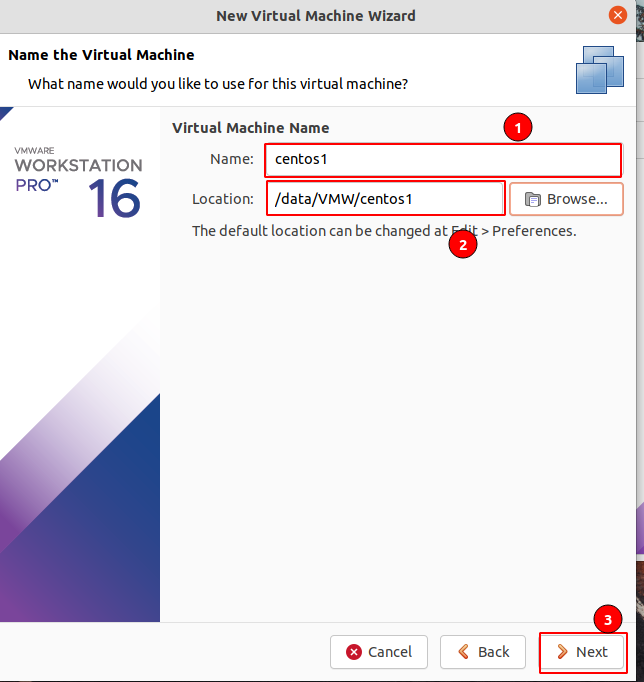 New Virtual Machine Wizard
Name the Virtual Machine
What name would you like to use for this virtual machine?
VMWARE
WORKSTATION
PRO™ 16
Virtual Machine Name
1
Name: centos1
Location: /data/VMW/centos1 Browse...
The default location can be changed at Edit > Preferences.
2
3
Cancel Back Next